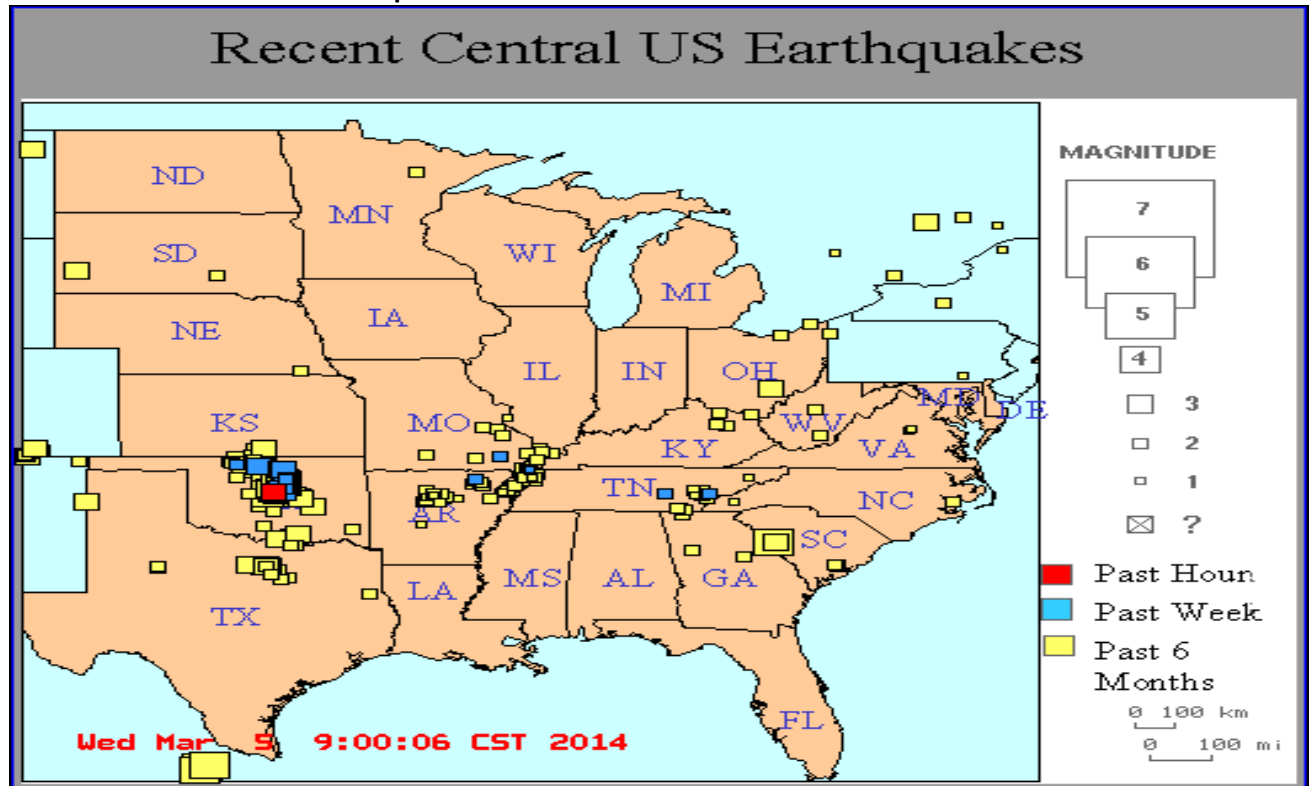 Recent Central US Earthquakes
MAGNITUDE
7
6
5
4
3
2
1
?
Past Hour
Past Week
Past 6
Months
0 100 km
0 100 mi
ND
MN
SD
WI
MI
NE
IA
IL
IN
OH
MD
DE
KS
MO
KY
WV
VA
TN
NC
AR
SC
MS
AL
GA
LA
TX
FL
Wed Mar 5 9:00:06 CST 2014